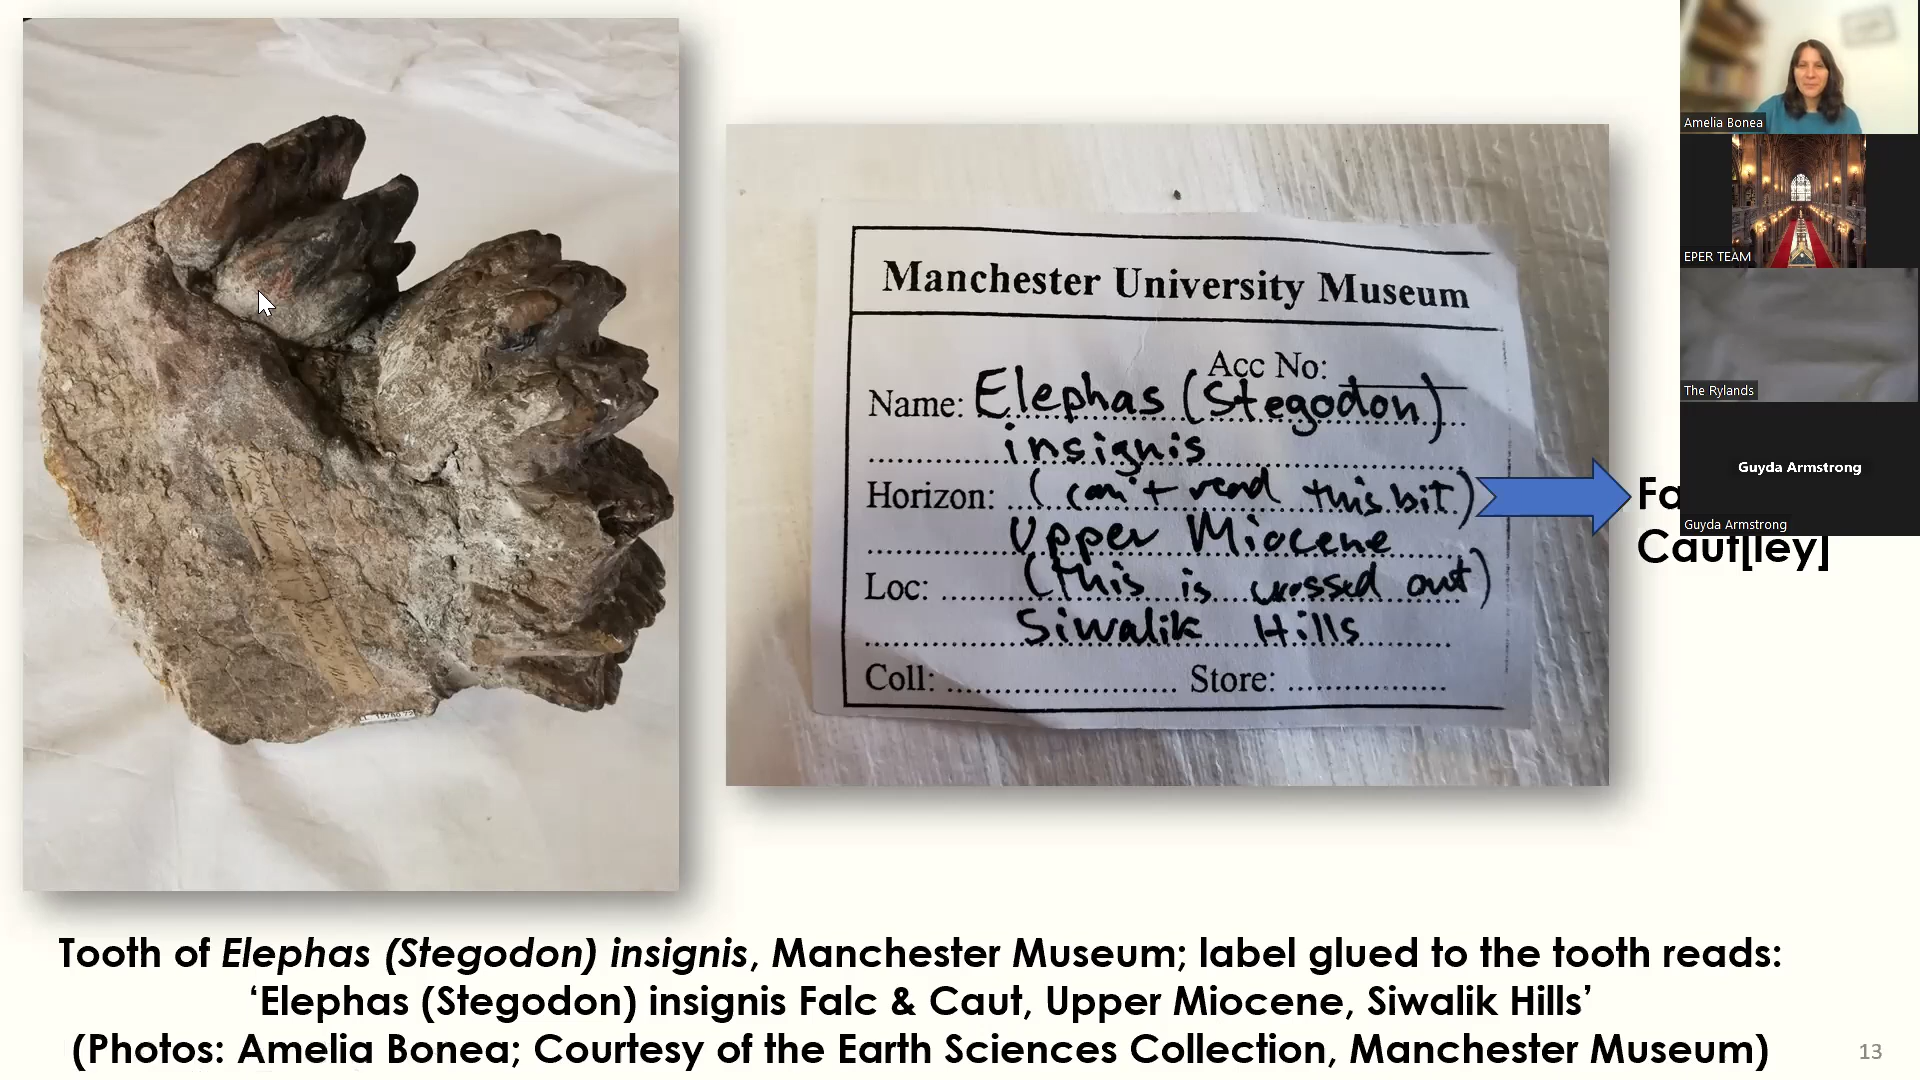 Manchester University Museum
Acc No:
Name: Elephas (Stegodon)
insignis
Horizon: (can't read this bit)
Upper Miocene
Loc: (this is crossed out)
Siwalik Hills
Coll: Store:
Fa
Caut[ley]
Tooth of Elephas (Stegodon) insignis, Manchester Museum; label glued to the tooth reads:
‘Elephas (Stegodon) insignis Falc & Caut, Upper Miocene, Siwalik Hills’
(Photos: Amelia Bonea; Courtesy of the Earth Sciences Collection, Manchester Museum)
13
Amelia Bonea
EPER TEAM
The Rylands
Guyda Armstrong
Guyda Armstrong